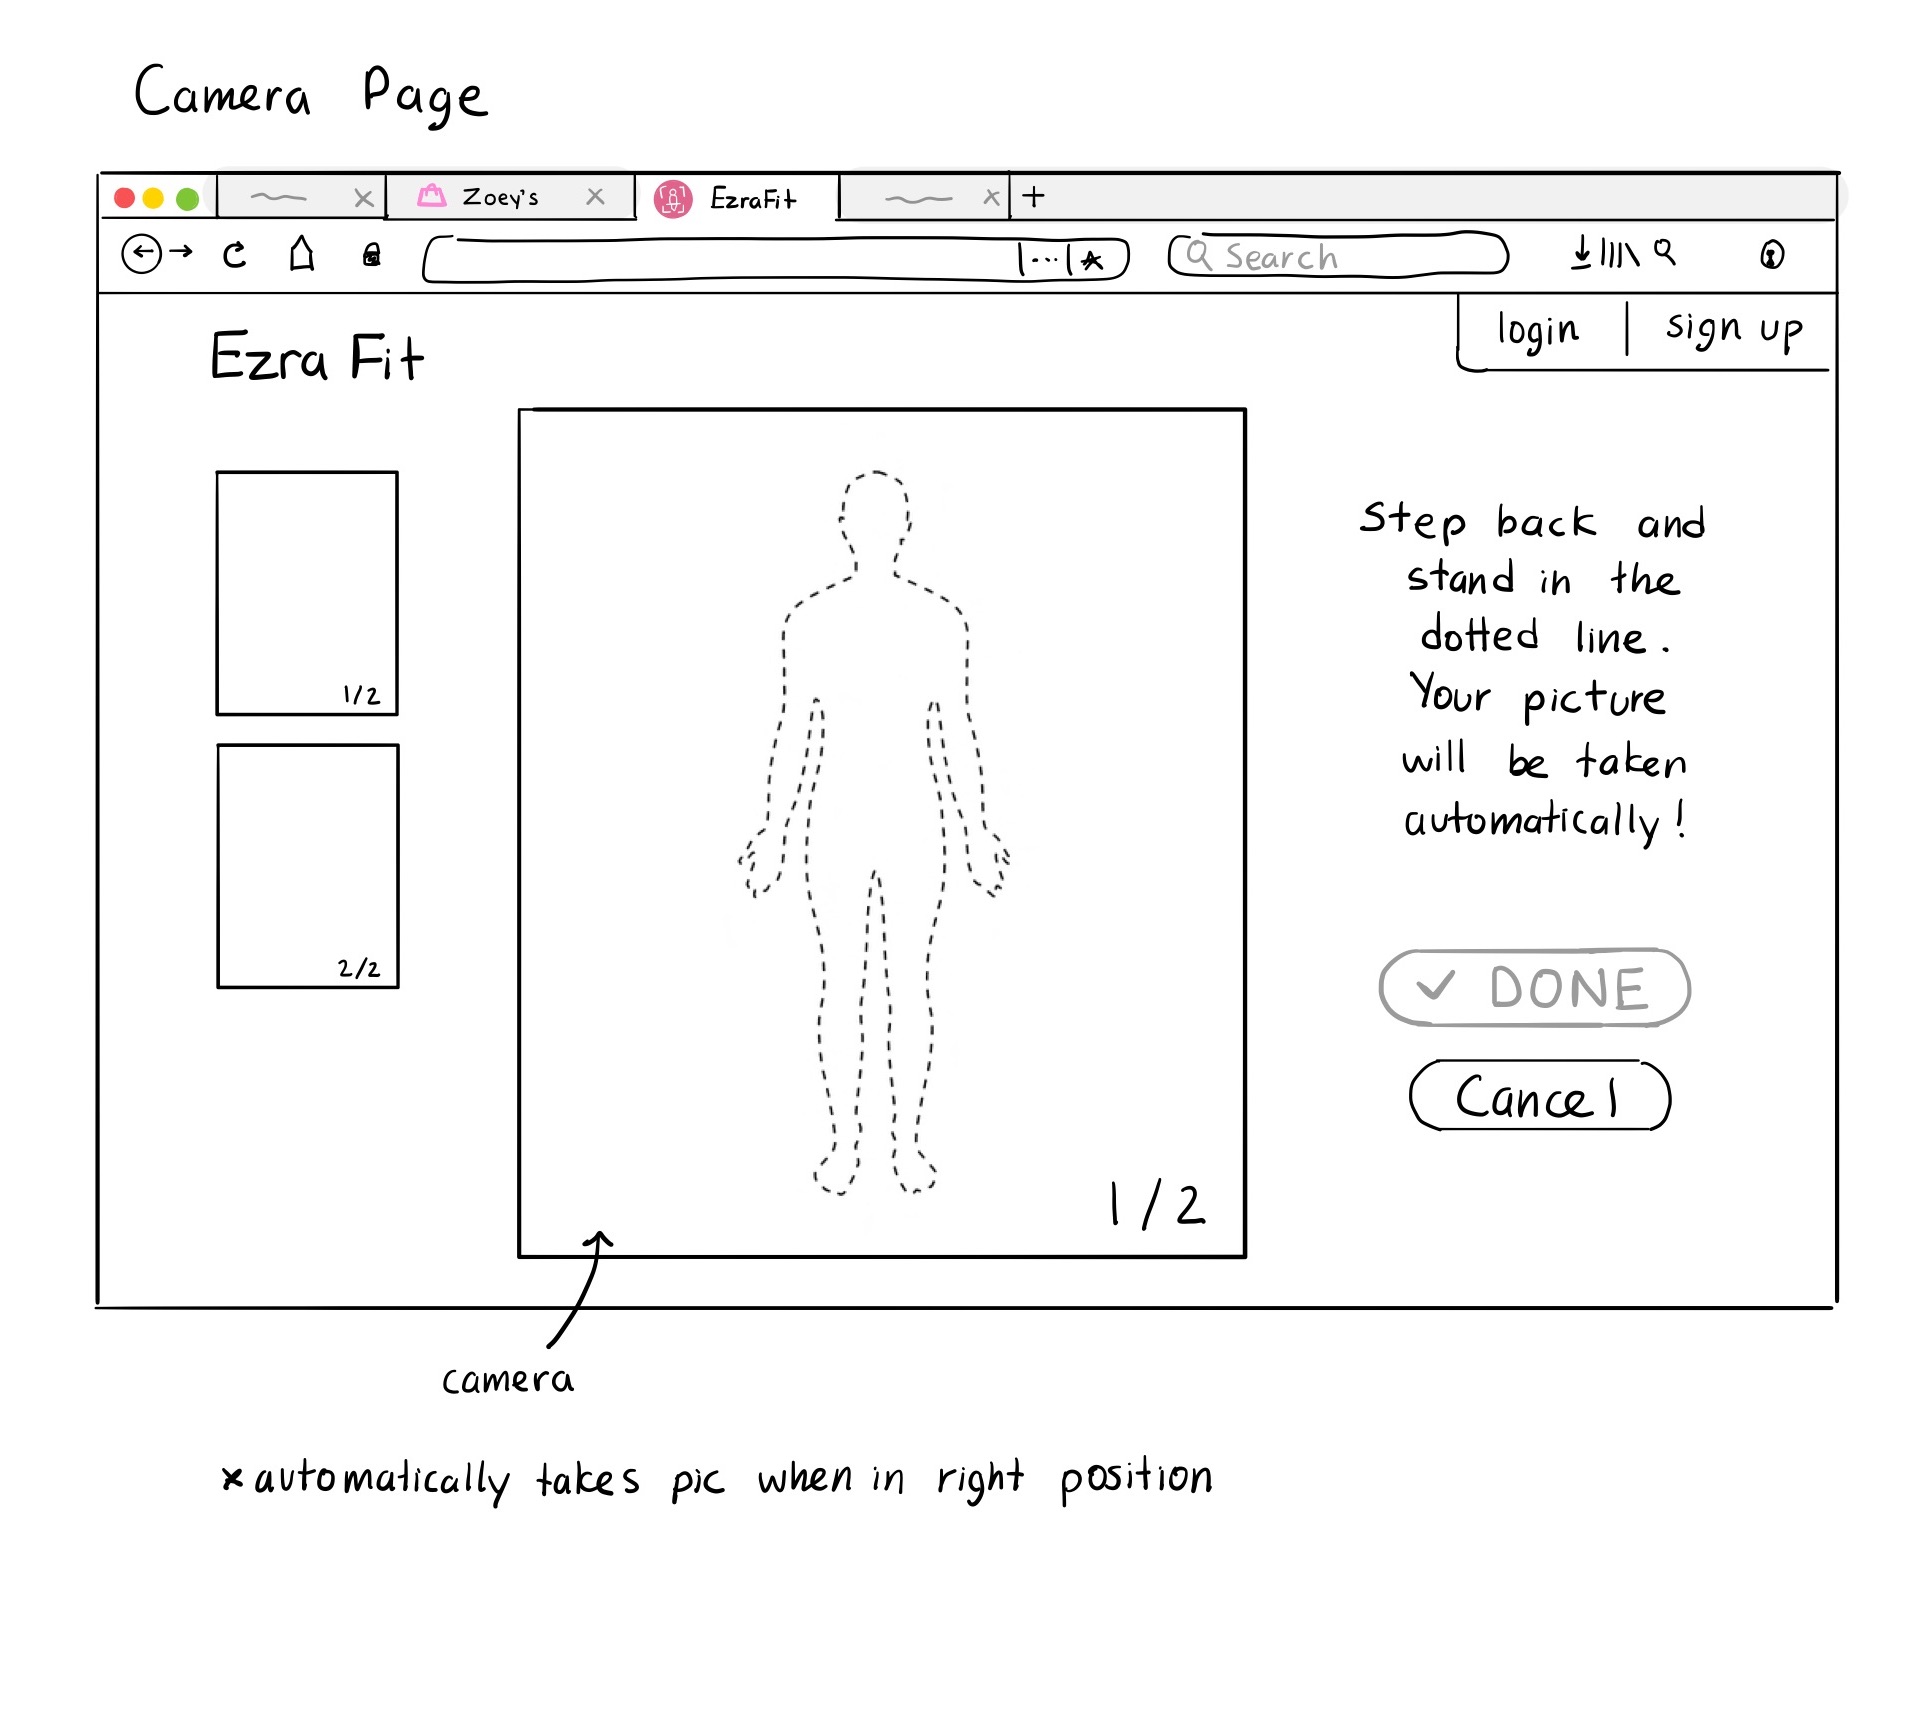 Camera Page
Zoey's
EzraFit
Search
login | sign up
Ezra Fit
1/2
2/2
1/2
Step back and
stand in the
dotted line.
Your picture
will be taken
automatically!
✓ DONE
Cancel
camera
*automatically takes pic when in right position